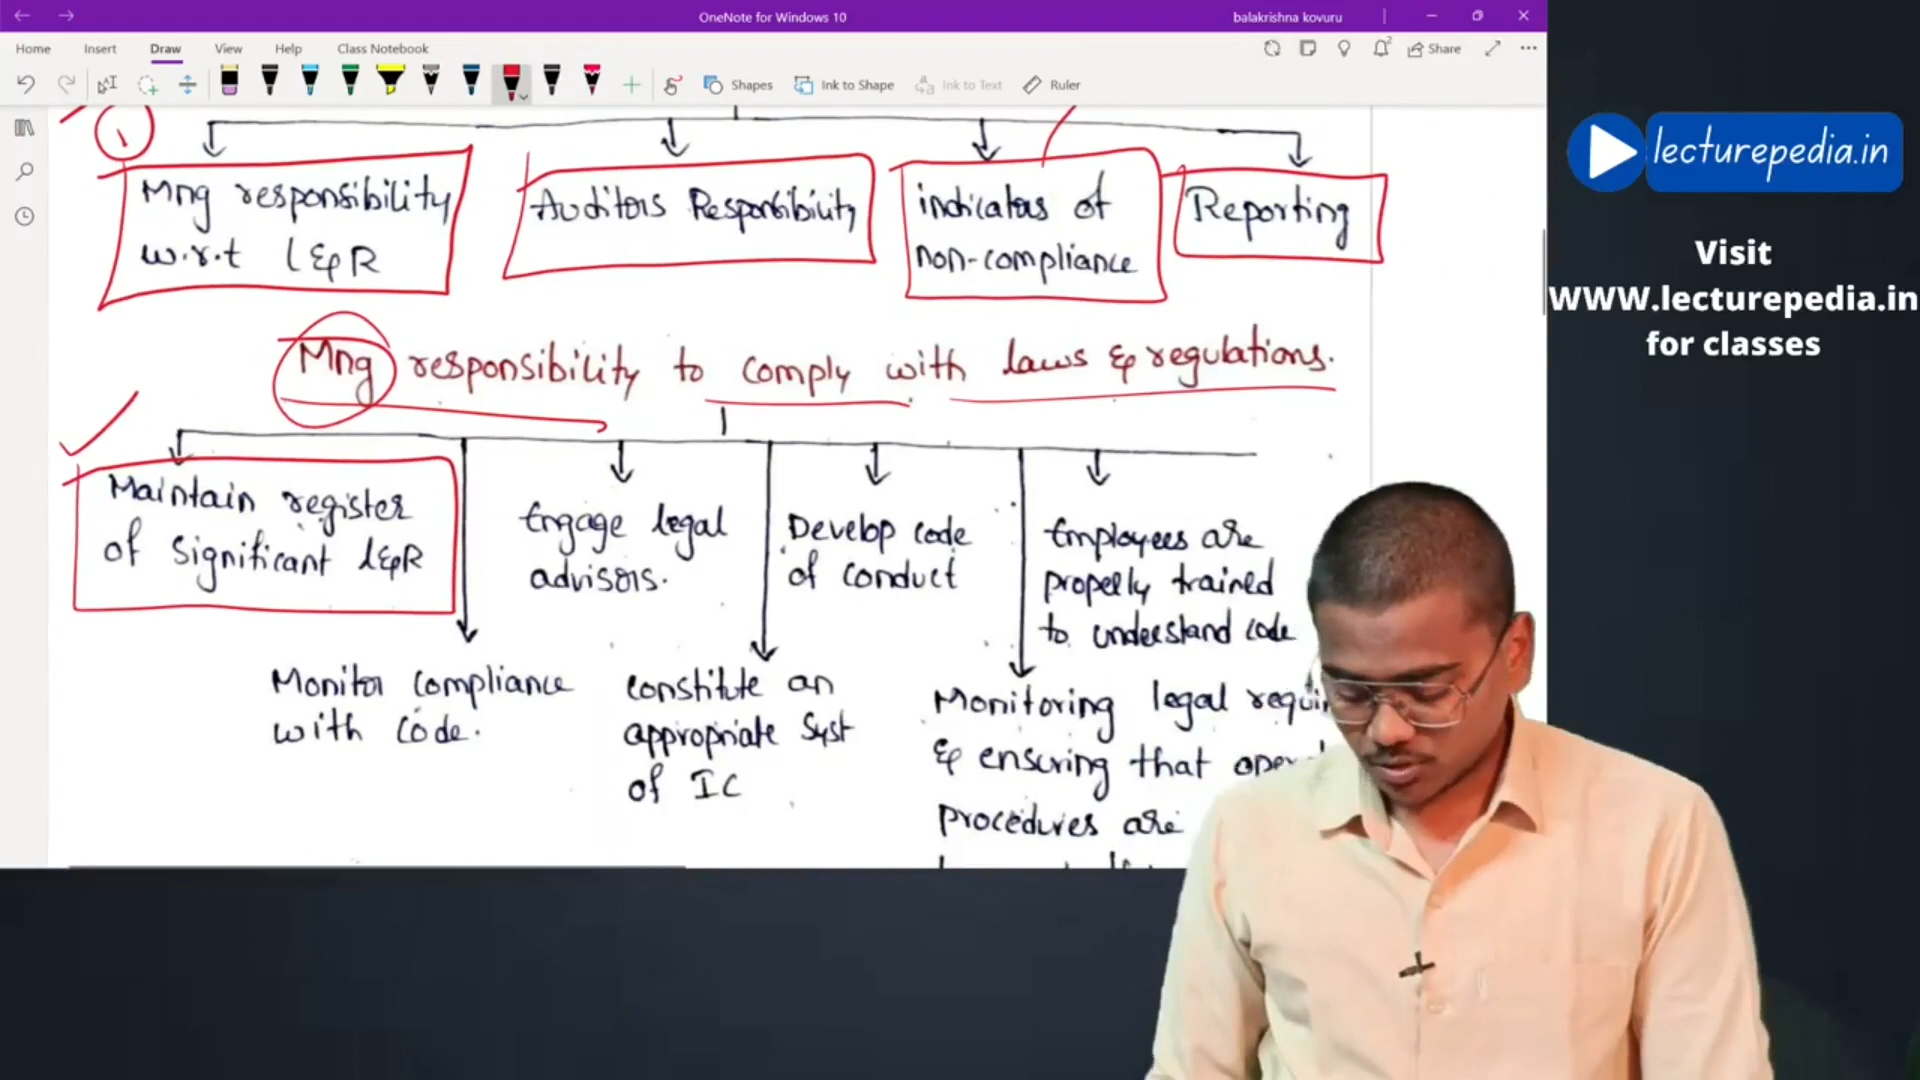 OneNote for Windows 10
balakrishna kovuru
Home Insert Draw View Help Class Notebook
Share
Shapes Ink to Shape Ink to Text Ruler
1
Mng responsibility
w.r.t L&R
Auditors Responsibility
indicators of
non-compliance
Reporting
Mng responsibility to comply with laws & regulations.
Maintain register
of significant L&R
Engage legal
advisors.
Develop code
of conduct
Employees are
properly trained
to understand code
Monitor compliance
with code.
constitute an
appropriate syst
of IC
Monitoring legal requi
& ensuring that oper
procedures are
lecturepedia.in
Visit
WWW.lecturepedia.in
for classes